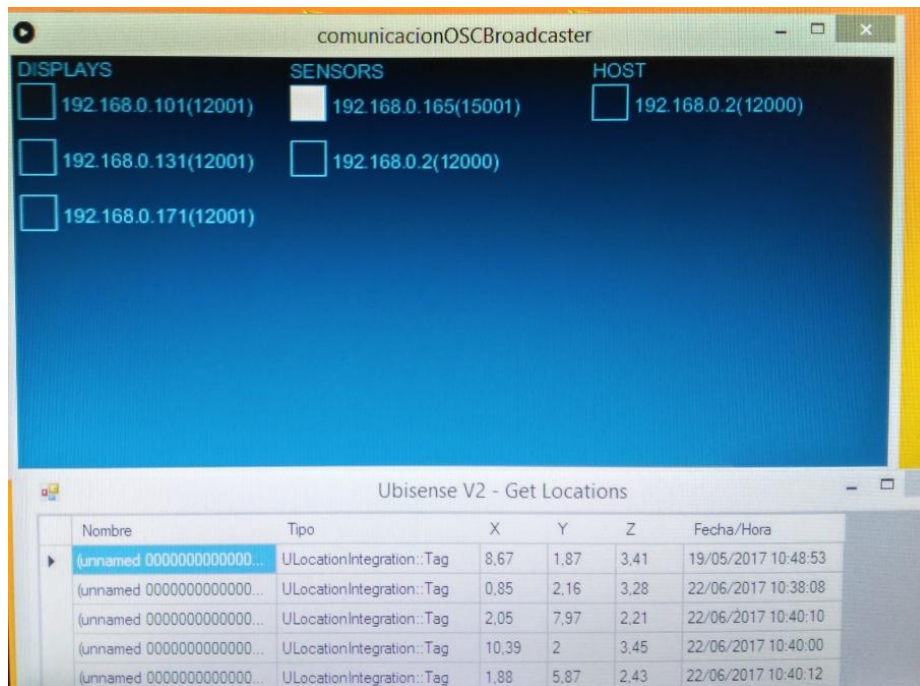 comunicacionOSCBroadcaster
DISPLAYS SENSORS HOST
192.168.0.101(12001) 192.168.0.165(15001) 192.168.0.2(12000)
192.168.0.131(12001) 192.168.0.2(12000)
192.168.0.171(12001)
Ubisense V2 - Get Locations
Nombre Tipo X Y Z Fecha/Hora
(unnamed 0000000000000... ULocationIntegration::Tag 8,67 1,87 3,41 19/05/2017 10:48:53
(unnamed 0000000000000... ULocationIntegration::Tag 0,85 2,16 3,28 22/06/2017 10:38:08
(unnamed 0000000000000... ULocationIntegration::Tag 2,05 7,97 2,21 22/06/2017 10:40:10
(unnamed 0000000000000... ULocationIntegration::Tag 10,39 2 3,45 22/06/2017 10:40:00
(unnamed 0000000000000... ULocationIntegration::Tag 1,88 5,87 2,43 22/06/2017 10:40:12